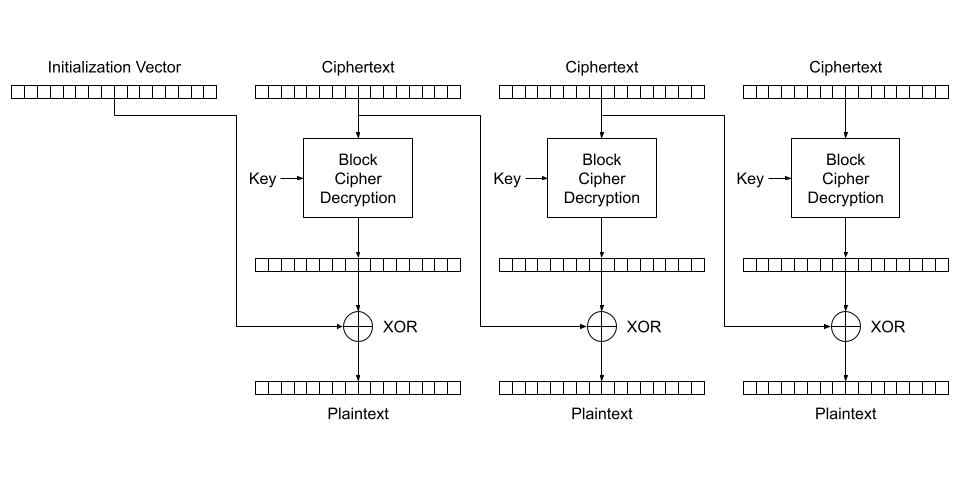 Initialization Vector
Ciphertext
Ciphertext
Ciphertext
Key
Block
Cipher
Decryption
Key
Block
Cipher
Decryption
Key
Block
Cipher
Decryption
XOR
XOR
XOR
Plaintext
Plaintext
Plaintext